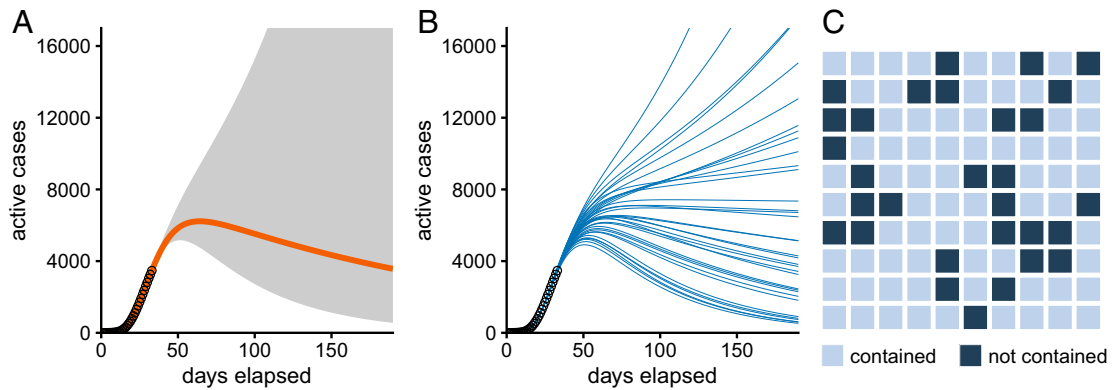 A
active cases
16000
12000
8000
4000
0
0 50 100 150
days elapsed
B
active cases
16000
12000
8000
4000
0
0 50 100 150
days elapsed
C
contained not contained